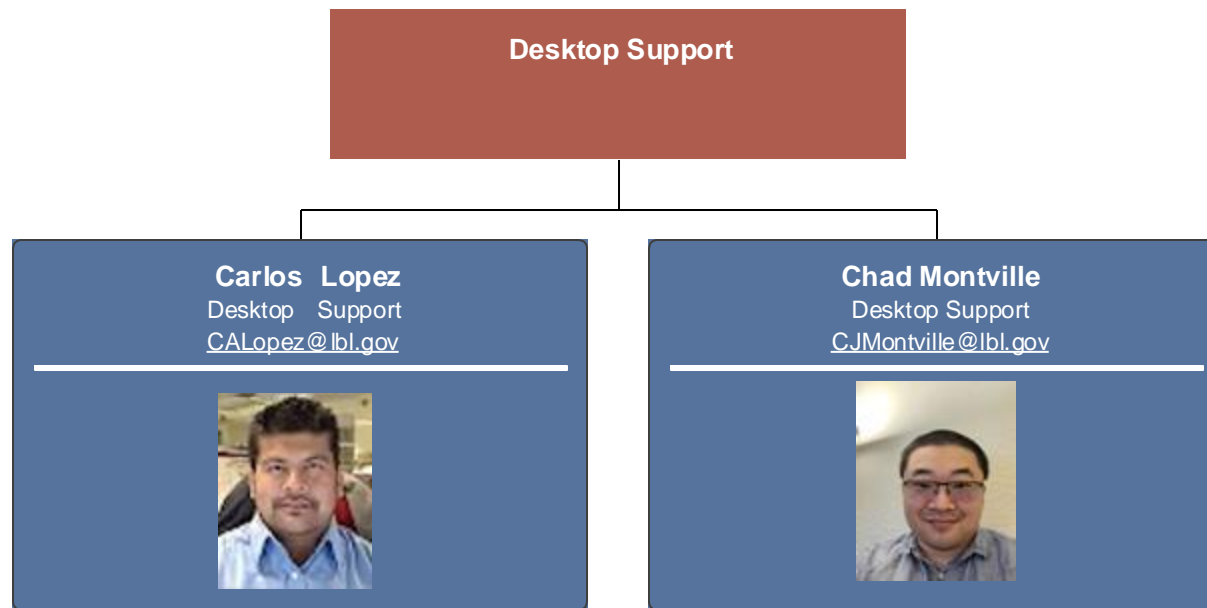 Desktop Support
Carlos Lopez
Desktop Support
CALopez@lbl.gov
Chad Montville
Desktop Support
CJMontville@lbl.gov